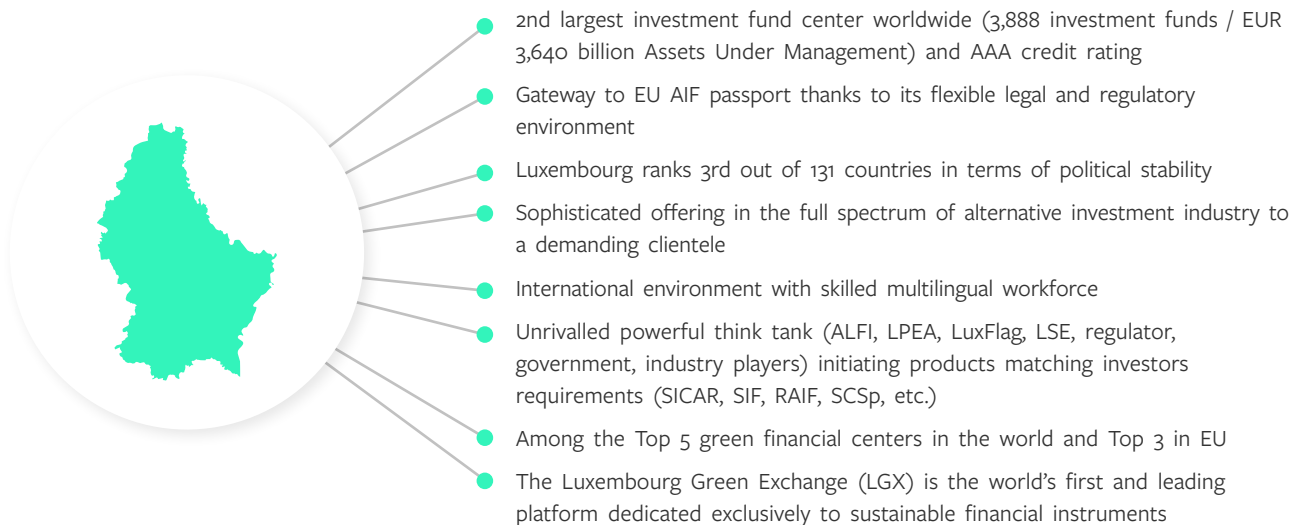 2nd largest investment fund center worldwide (3,888 investment funds / EUR
3,640 billion Assets Under Management) and AAA credit rating
Gateway to EU AIF passport thanks to its flexible legal and regulatory
environment
Luxembourg ranks 3rd out of 131 countries in terms of political stability
Sophisticated offering in the full spectrum of alternative investment industry to
a demanding clientele
International environment with skilled multilingual workforce
Unrivalled powerful think tank (ALFI, LPEA, LuxFlag, LSE, regulator,
government, industry players) initiating products matching investors
requirements (SICAR, SIF, RAIF, SCSp, etc.)
Among the Top 5 green financial centers in the world and Top 3 in EU
The Luxembourg Green Exchange (LGX) is the world's first and leading
platform dedicated exclusively to sustainable financial instruments